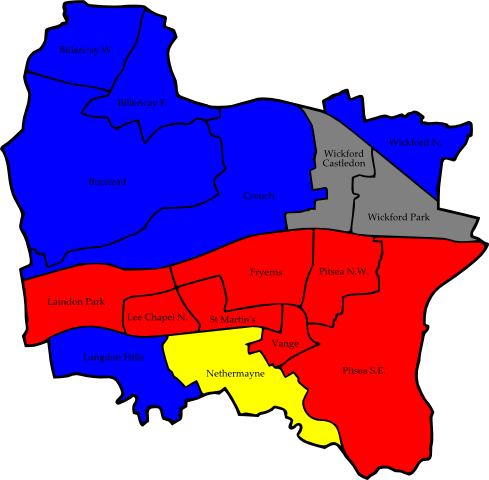 Billericay W.
Billericay E.
Wickford N.
Wickford
Castledon
Burstead
Crouch
Wickford Park
Fryerns
Pitsea N.W.
Laindon Park
Lee Chapel N.
St Martin's
Vange
Langdon Hills
Nethermayne
Pitsea S.E.